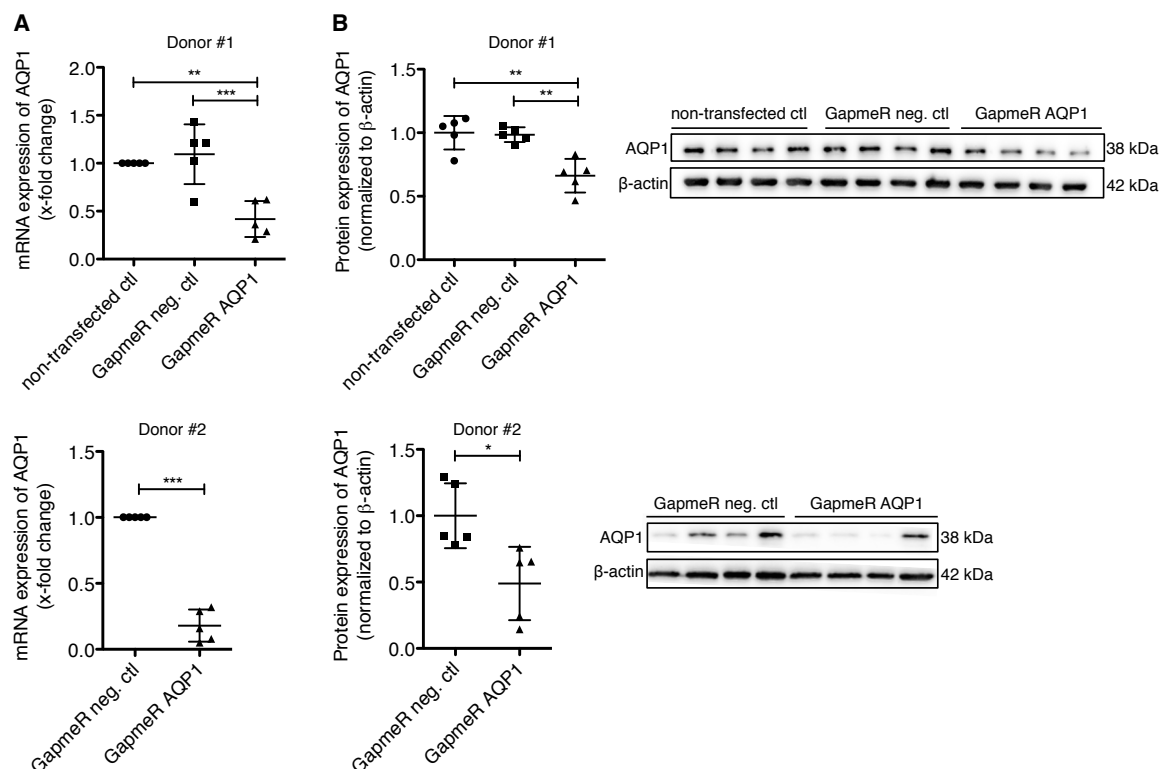 A
Donor #1
mRNA expression of AQP1
(x-fold change)
2.0
1.5
1.0
0.5
0.0
**
***
non-transfected ctl
GapmeR neg. ctl
GapmeR AQP1
B
Donor #1
Protein expression of AQP1
(normalized to β-actin)
1.5
1.0
0.5
0.0
**
**
non-transfected ctl
GapmeR neg. ctl
GapmeR AQP1
non-transfected ctl GapmeR neg. ctl GapmeR AQP1
AQP1 38 kDa
β-actin 42 kDa
Donor #2
mRNA expression of AQP1
(x-fold change)
1.5
1.0
0.5
0.0
***
GapmeR neg. ctl
GapmeR AQP1
Donor #2
Protein expression of AQP1
(normalized to β-actin)
1.5
1.0
0.5
0.0
*
GapmeR neg. ctl
GapmeR AQP1
GapmeR neg. ctl GapmeR AQP1
AQP1 38 kDa
β-actin 42 kDa